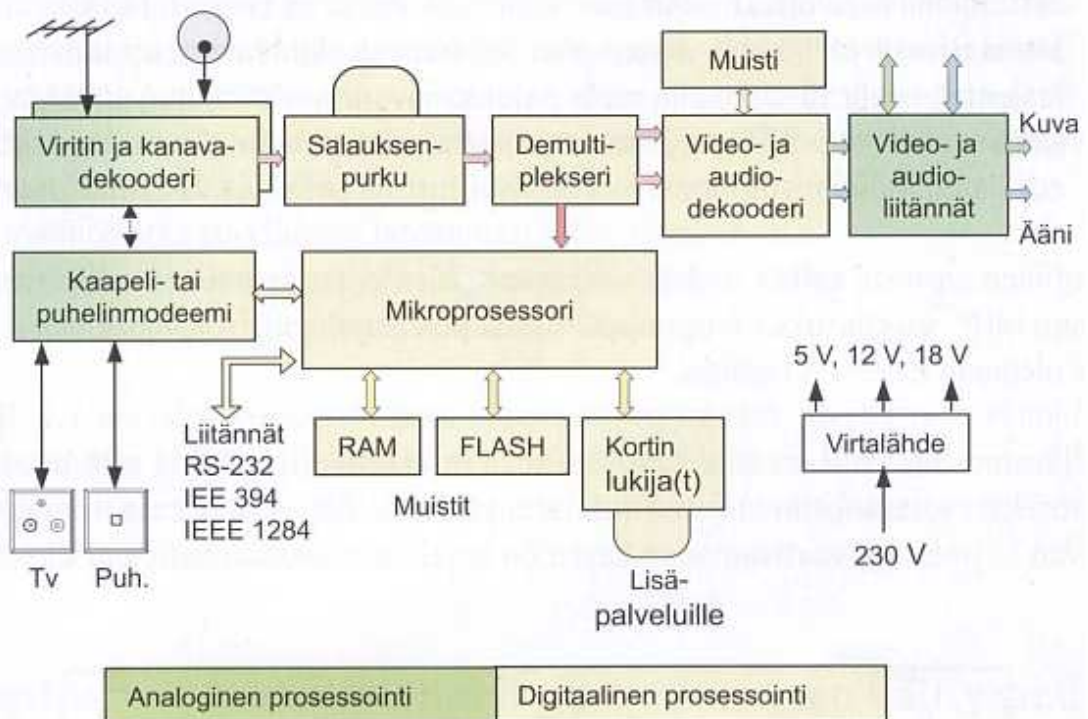 Muisti
Viritin ja kanava-
dekooderi
Salauksen-
purku
Demulti-
plekseri
Video- ja
audio-
dekooderi
Video- ja
audio-
liitännät
Kuva
Ääni
Kaapeli- tai
puhelinmodeemi
Mikroprosessori
5 V, 12 V, 18 V
Virtalähde
230 V
Liitännät
RS-232
IEE 394
IEEE 1284
RAM
FLASH
Muistit
Kortin
lukija(t)
Lisä-
palveluille
Tv
Puh.
Analoginen prosessointi
Digitaalinen prosessointi